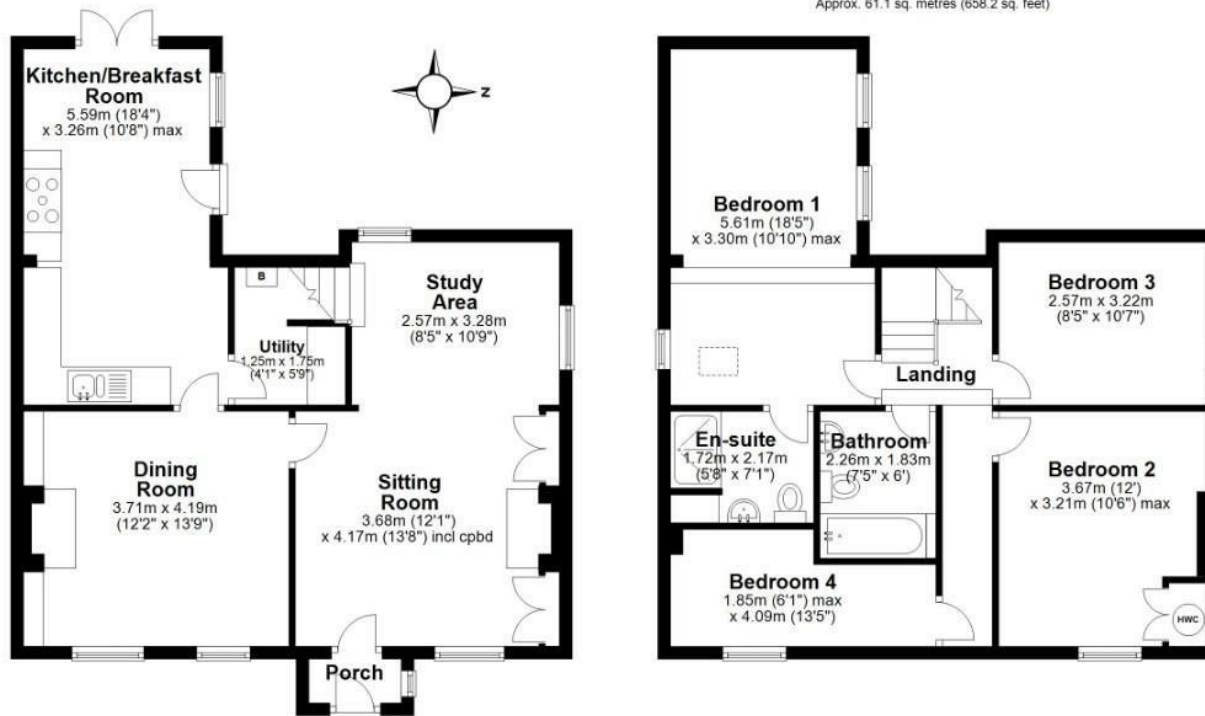 Approx. 61.1 sq. metres (658.2 sq. feet)
Kitchen/Breakfast
Room
5.59m (18'4")
x 3.26m (10'8") max
z
B
Study
Area
2.57m x 3.28m
(8'5" x 10'9")
Utility
1.25m x 1.75m
(4'1" x 5'9")
Dining
Room
3.71m x 4.19m
(12'2" x 13'9")
Sitting
Room
3.68m (12'1")
x 4.17m (13'8") incl cpbd
Porch
Bedroom 1
5.61m (18'5")
x 3.30m (10'10") max
Bedroom 3
2.57m x 3.22m
(8'5" x 10'7")
Landing
En-suite
1.72m x 2.17m
(5'8" x 7'1")
Bathroom
2.26m x 1.83m
(7'5" x 6')
Bedroom 2
3.67m (12')
x 3.21m (10'6") max
Bedroom 4
1.85m (6'1") max
x 4.09m (13'5")
HWC